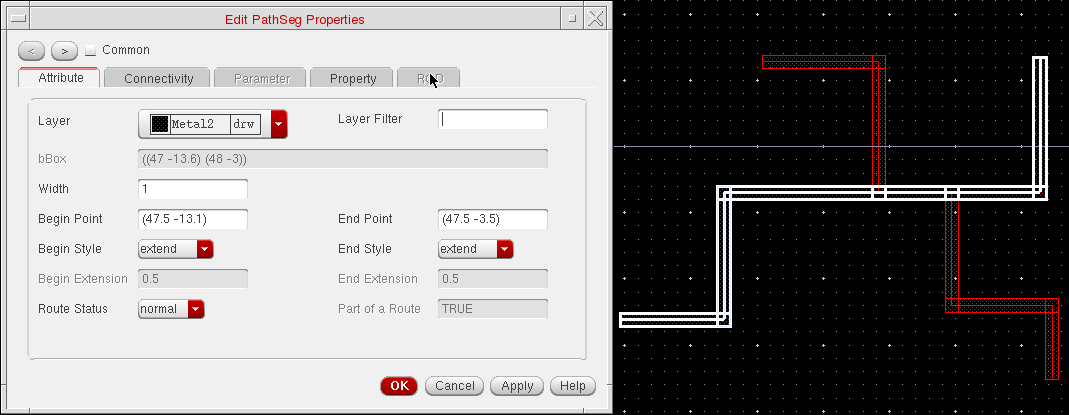 Edit PathSeg Properties
< > Common
Attribute Connectivity Parameter Property
Layer Metal2 drw Layer Filter
bBox ((47 -13.6) (48 -3))
Width 1
Begin Point (47.5 -13.1) End Point (47.5 -3.5)
Begin Style extend End Style extend
Begin Extension 0.5 End Extension 0.5
Route Status normal Part of a Route TRUE
OK Cancel Apply Help